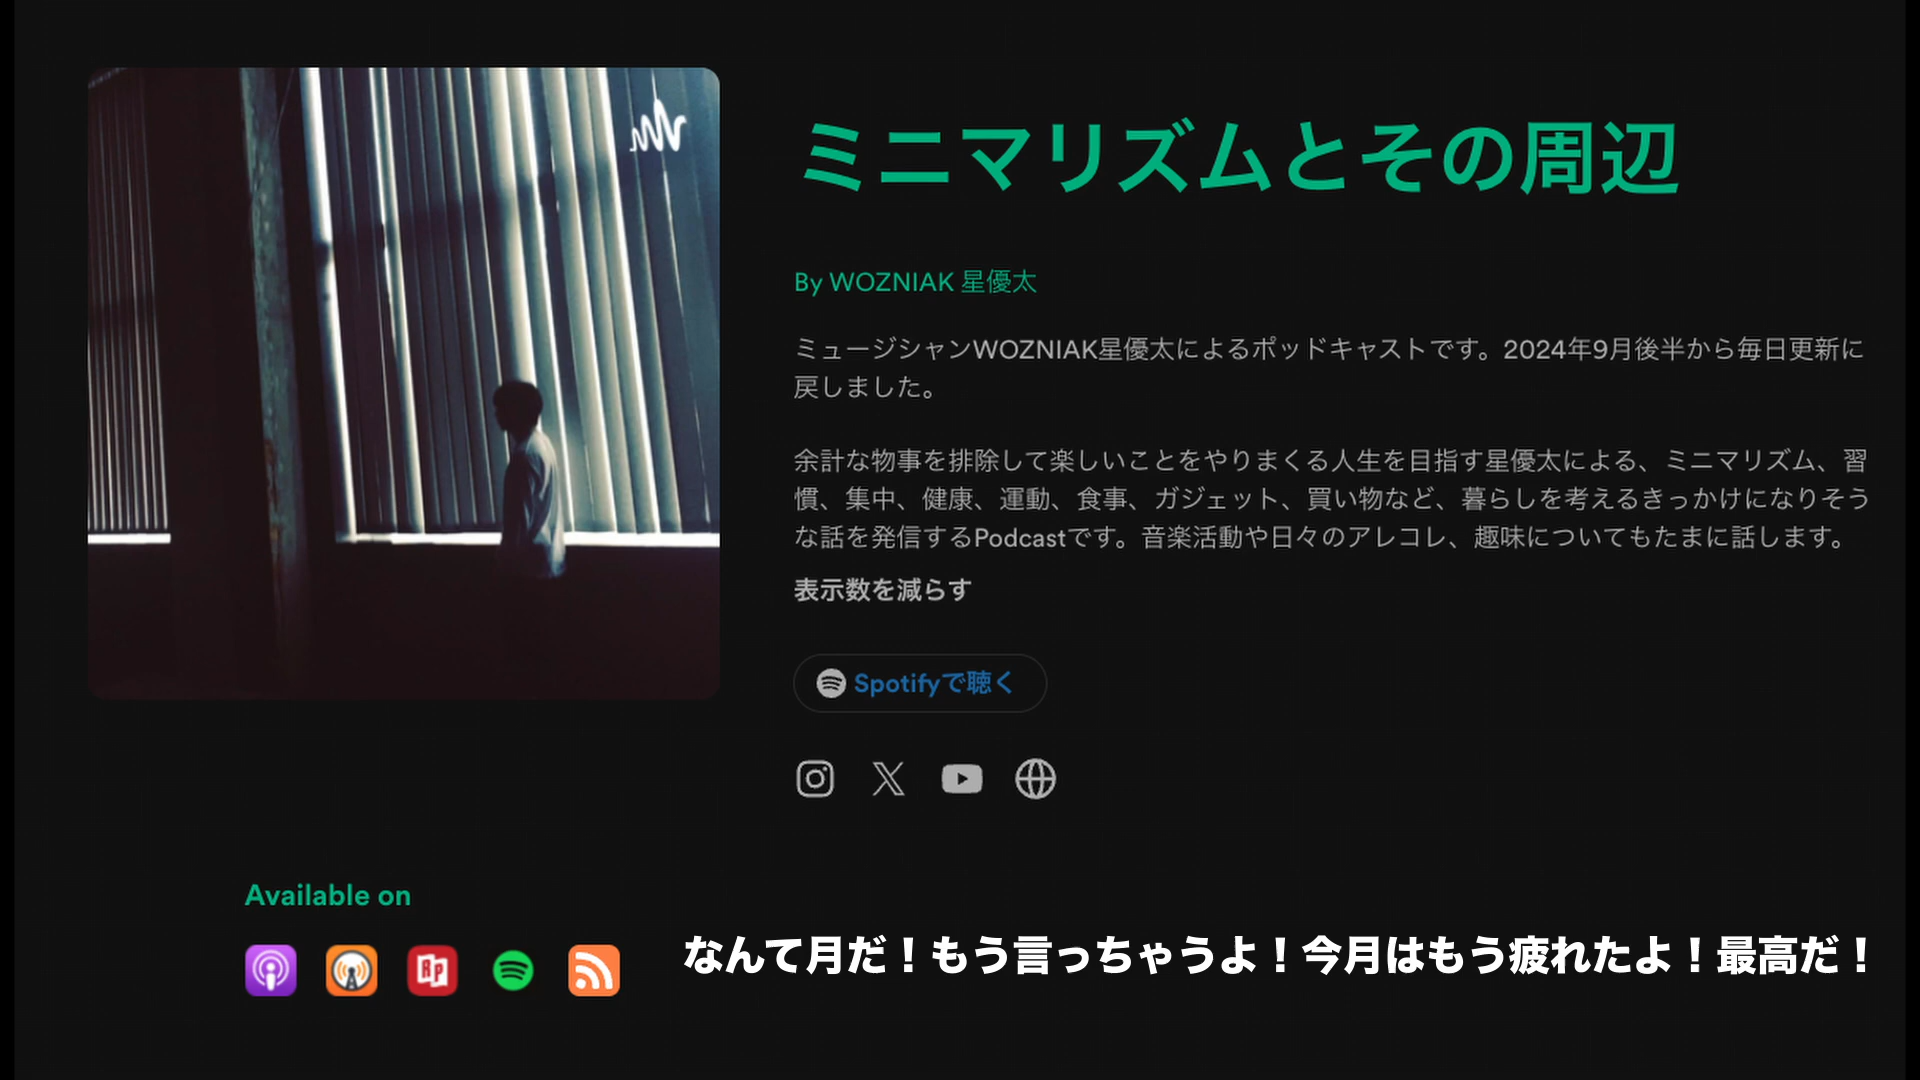 ミニマリズムとその周辺
By WOZNIAK 星優太
ミュージシャンWOZNIAK星優太によるポッドキャストです。2024年9月後半から毎日更新に
戻しました。
余計な物事を排除して楽しいことをやりまくる人生を目指す星優太による、ミニマリズム、習
慣、集中、健康、運動、食事、ガジェット、買い物など、暮らしを考えるきっかけになりそう
な話を発信するPodcastです。音楽活動や日々のアレコレ、趣味についてもたまに話します。
表示数を減らす
Spotifyで聴く
Available on
RP
なんて月だ！もう言っちゃうよ！今月はもう疲れたよ！最高だ！